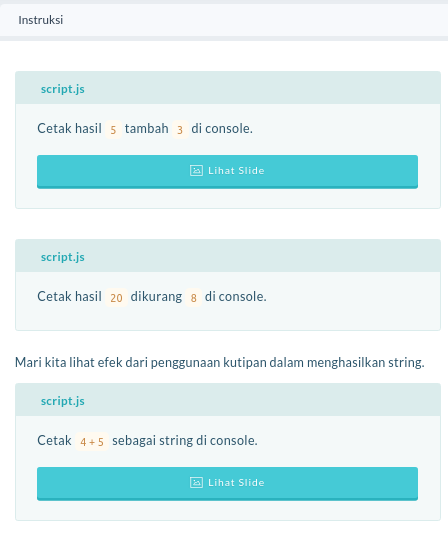 Instruksi
script.js
Cetak hasil 5 tambah 3 di console.
Lihat Slide
script.js
Cetak hasil 20 dikurang 8 di console.
Mari kita lihat efek dari penggunaan kutipan dalam menghasilkan string.
script.js
Cetak 4 + 5 sebagai string di console.
Lihat Slide